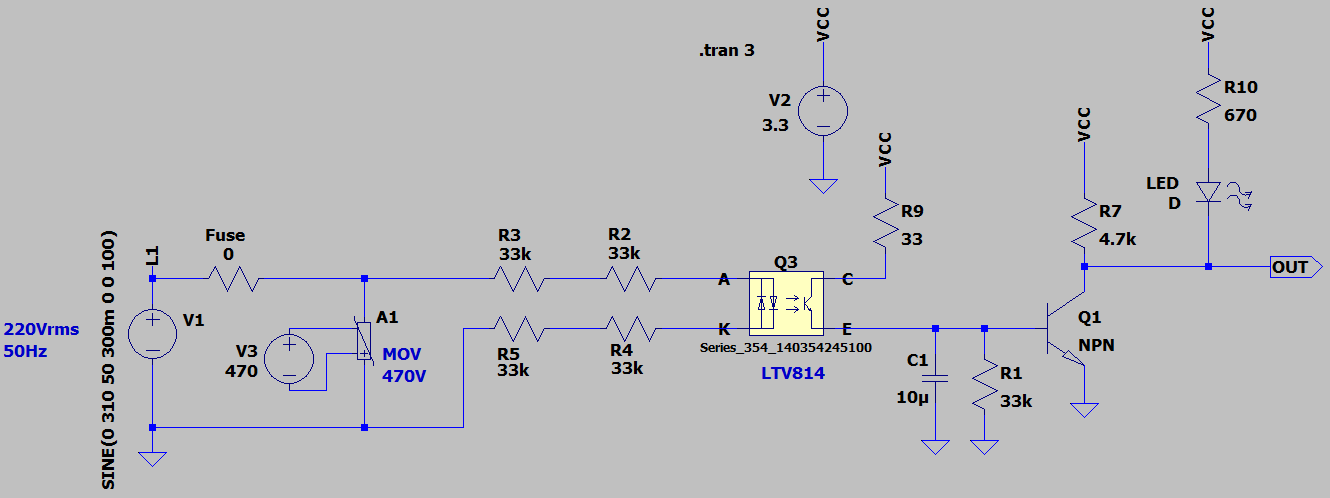 VCC
VCC
.tran 3
V2
3.3
R10
670
VCC
VCC
LED
D
R9
33
R7
4.7k
L1
Fuse
0
R3
33k
R2
33k
Q3
A
C
K
E
OUT
220Vrms
50Hz
SINE(0 310 50 300m 0 0 100)
V1
V3
470
A1
MOV
470V
R5
33k
R4
33k
Series_354_140354245100
LTV814
C1
10µ
R1
33k
Q1
NPN